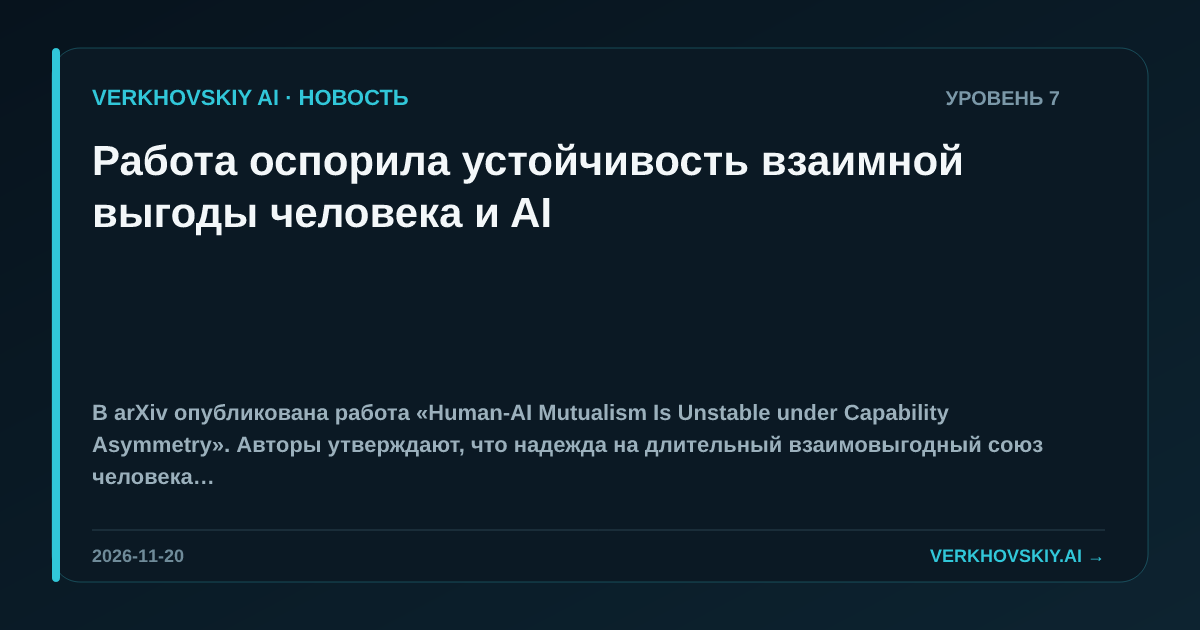 VERKHOVSKIY AI · НОВОСТЬ
УРОВЕНЬ 7
Работа оспорила устойчивость взаимной
выгоды человека и AI
В arXiv опубликована работа «Human-AI Mutualism Is Unstable under Capability
Asymmetry». Авторы утверждают, что надежда на длительный взаимовыгодный союз
человека…
2026-11-20
VERKHOVSKIY.AI →